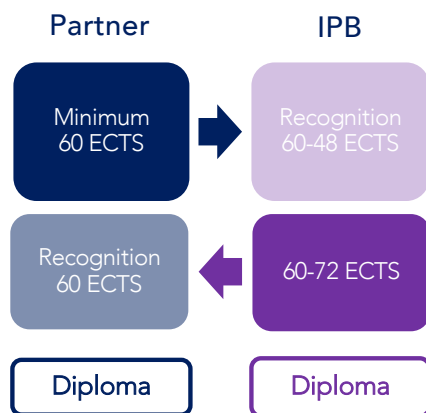 Partner
IPB
Minimum
60 ECTS
Recognition
60-48 ECTS
Recognition
60 ECTS
60-72 ECTS
Diploma
Diploma